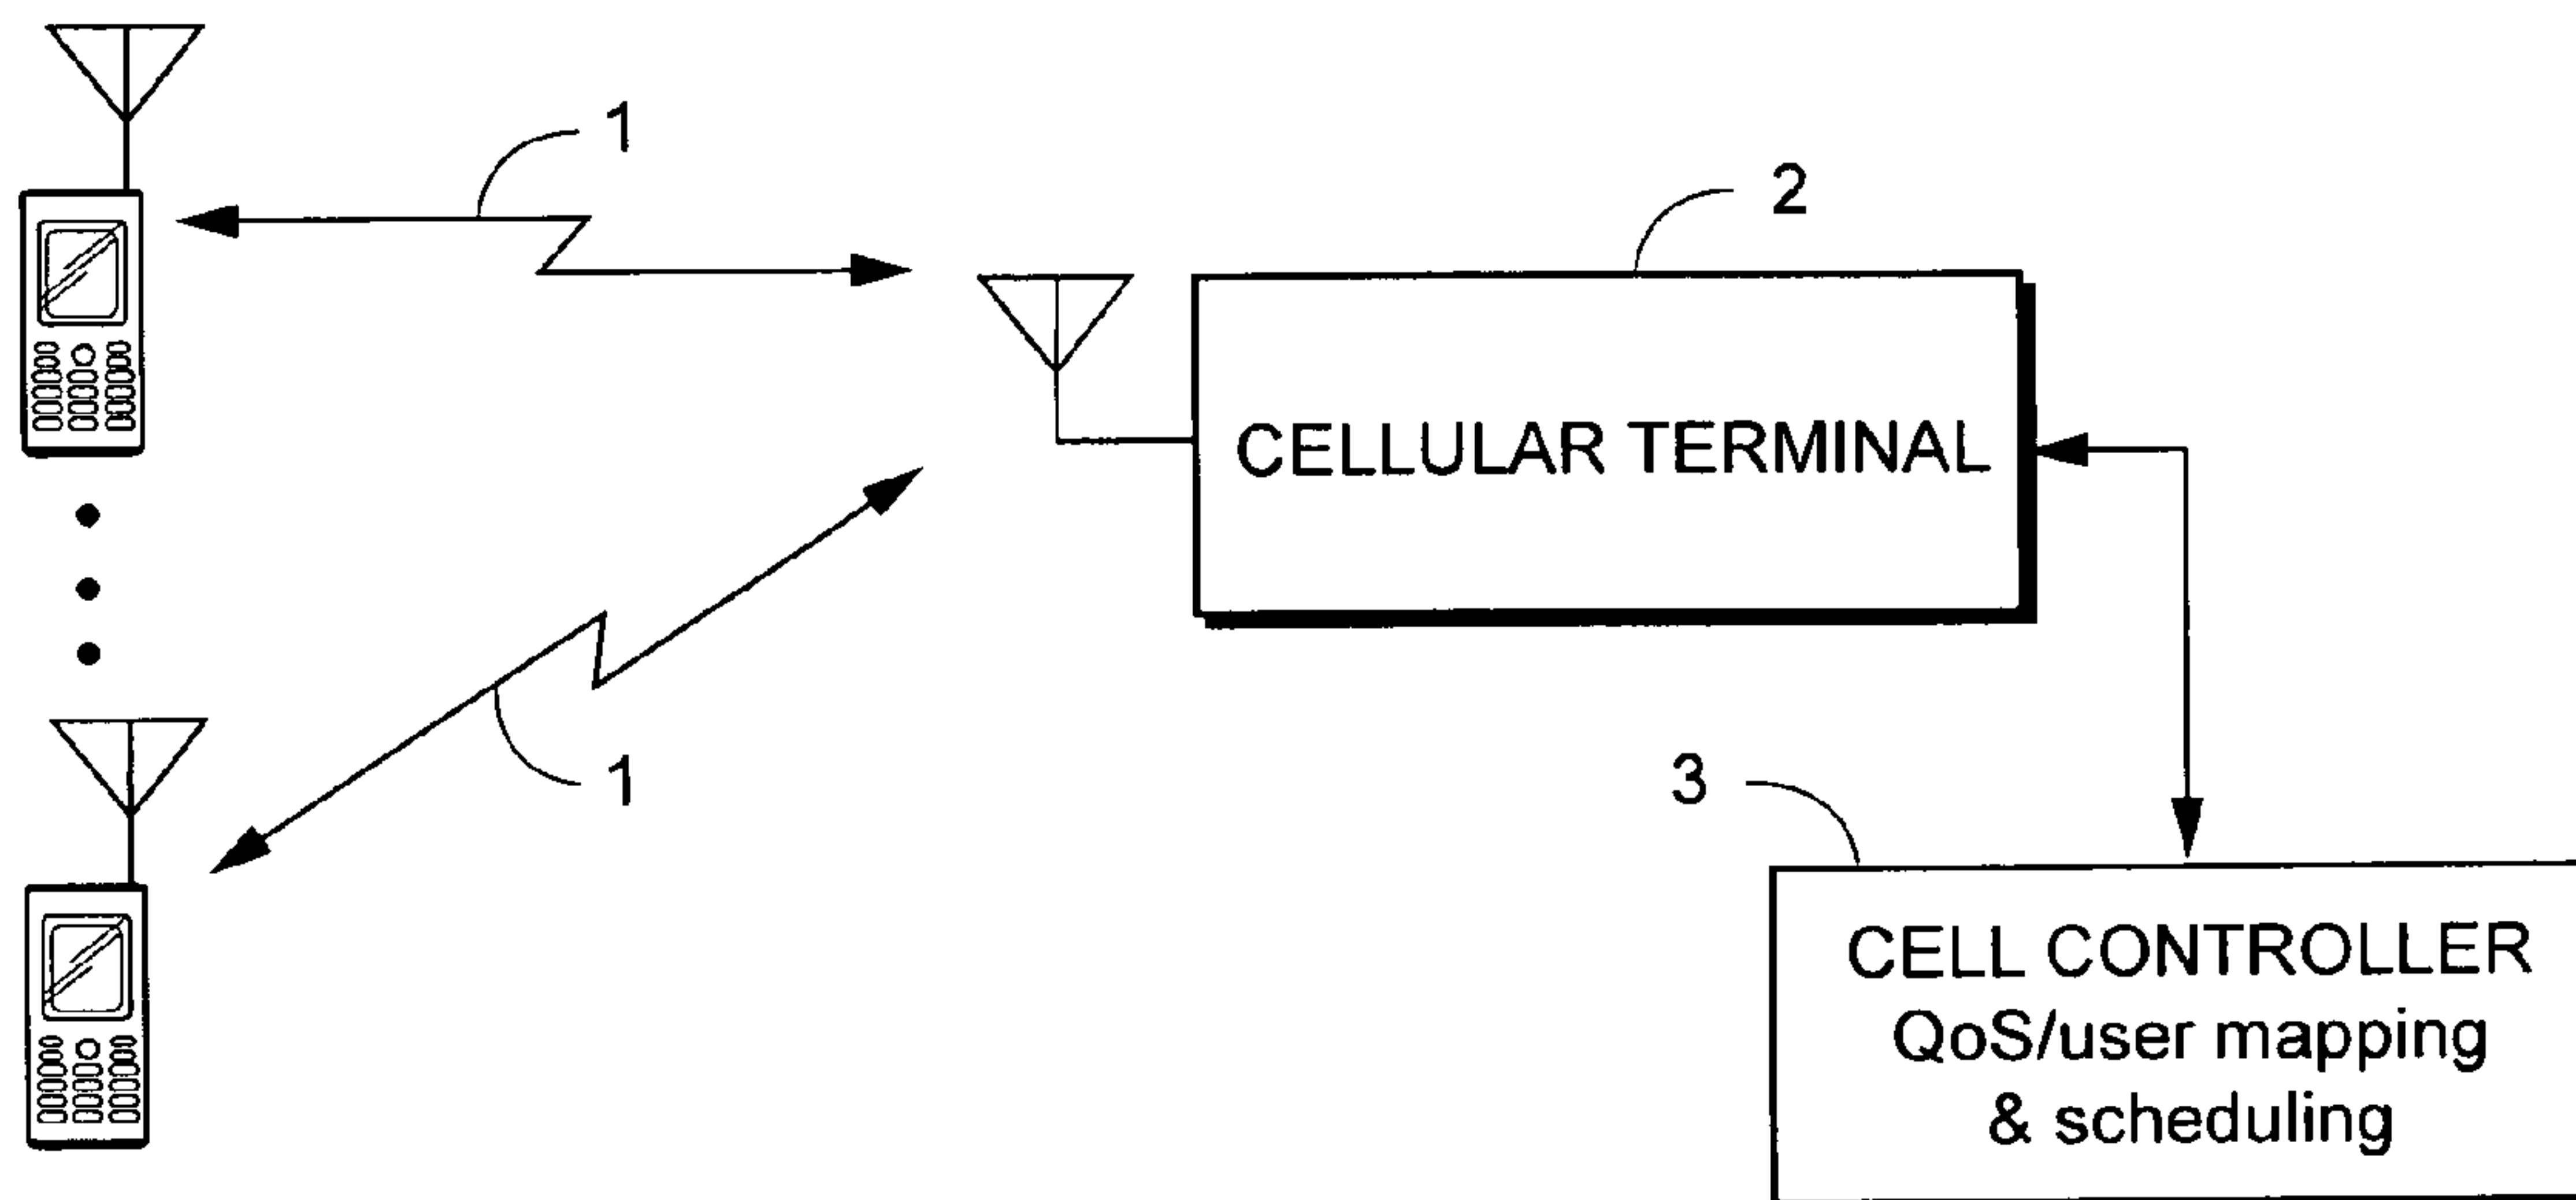 1
2
CELLULAR TERMINAL
1
3
CELL CONTROLLER
QoS/user mapping
& scheduling